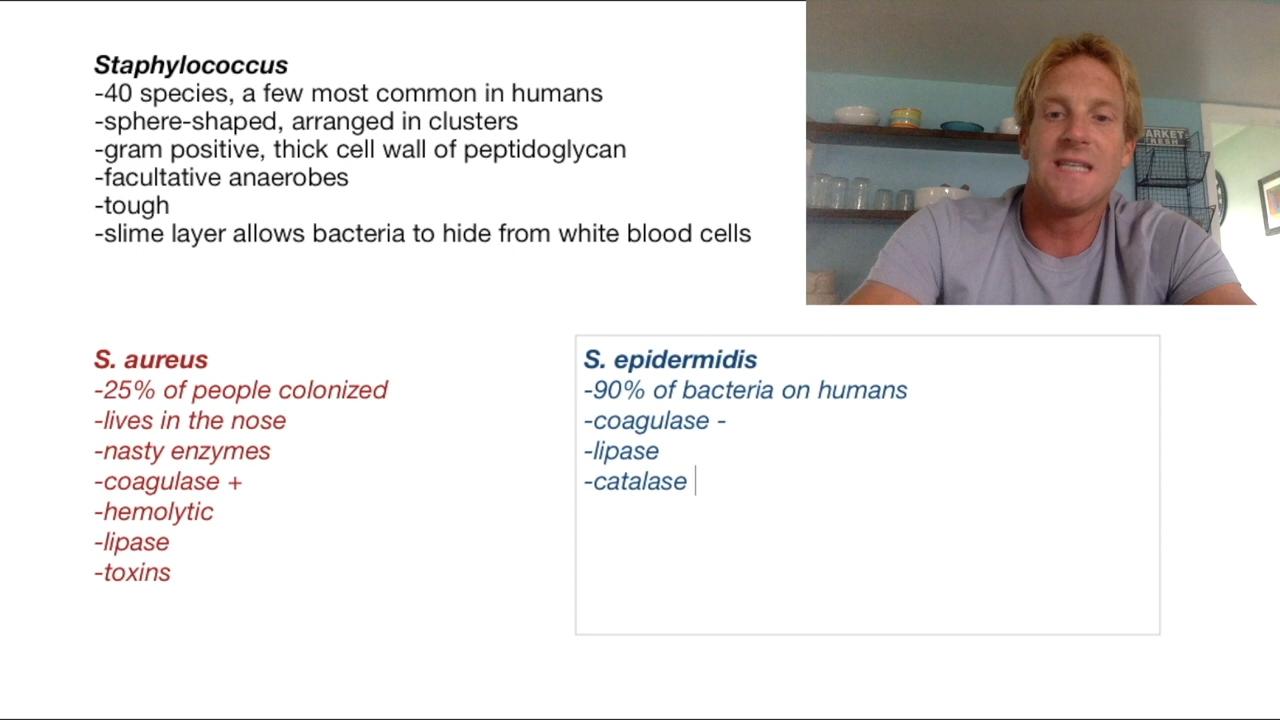 Staphylococcus
-40 species, a few most common in humans
-sphere-shaped, arranged in clusters
-gram positive, thick cell wall of peptidoglycan
-facultative anaerobes
-tough
-slime layer allows bacteria to hide from white blood cells
ARKET
FRESH
S. aureus
-25% of people colonized
-lives in the nose
-nasty enzymes
-coagulase +
-hemolytic
-lipase
-toxins
S. epidermidis
-90% of bacteria on humans
-coagulase -
-lipase
-catalase